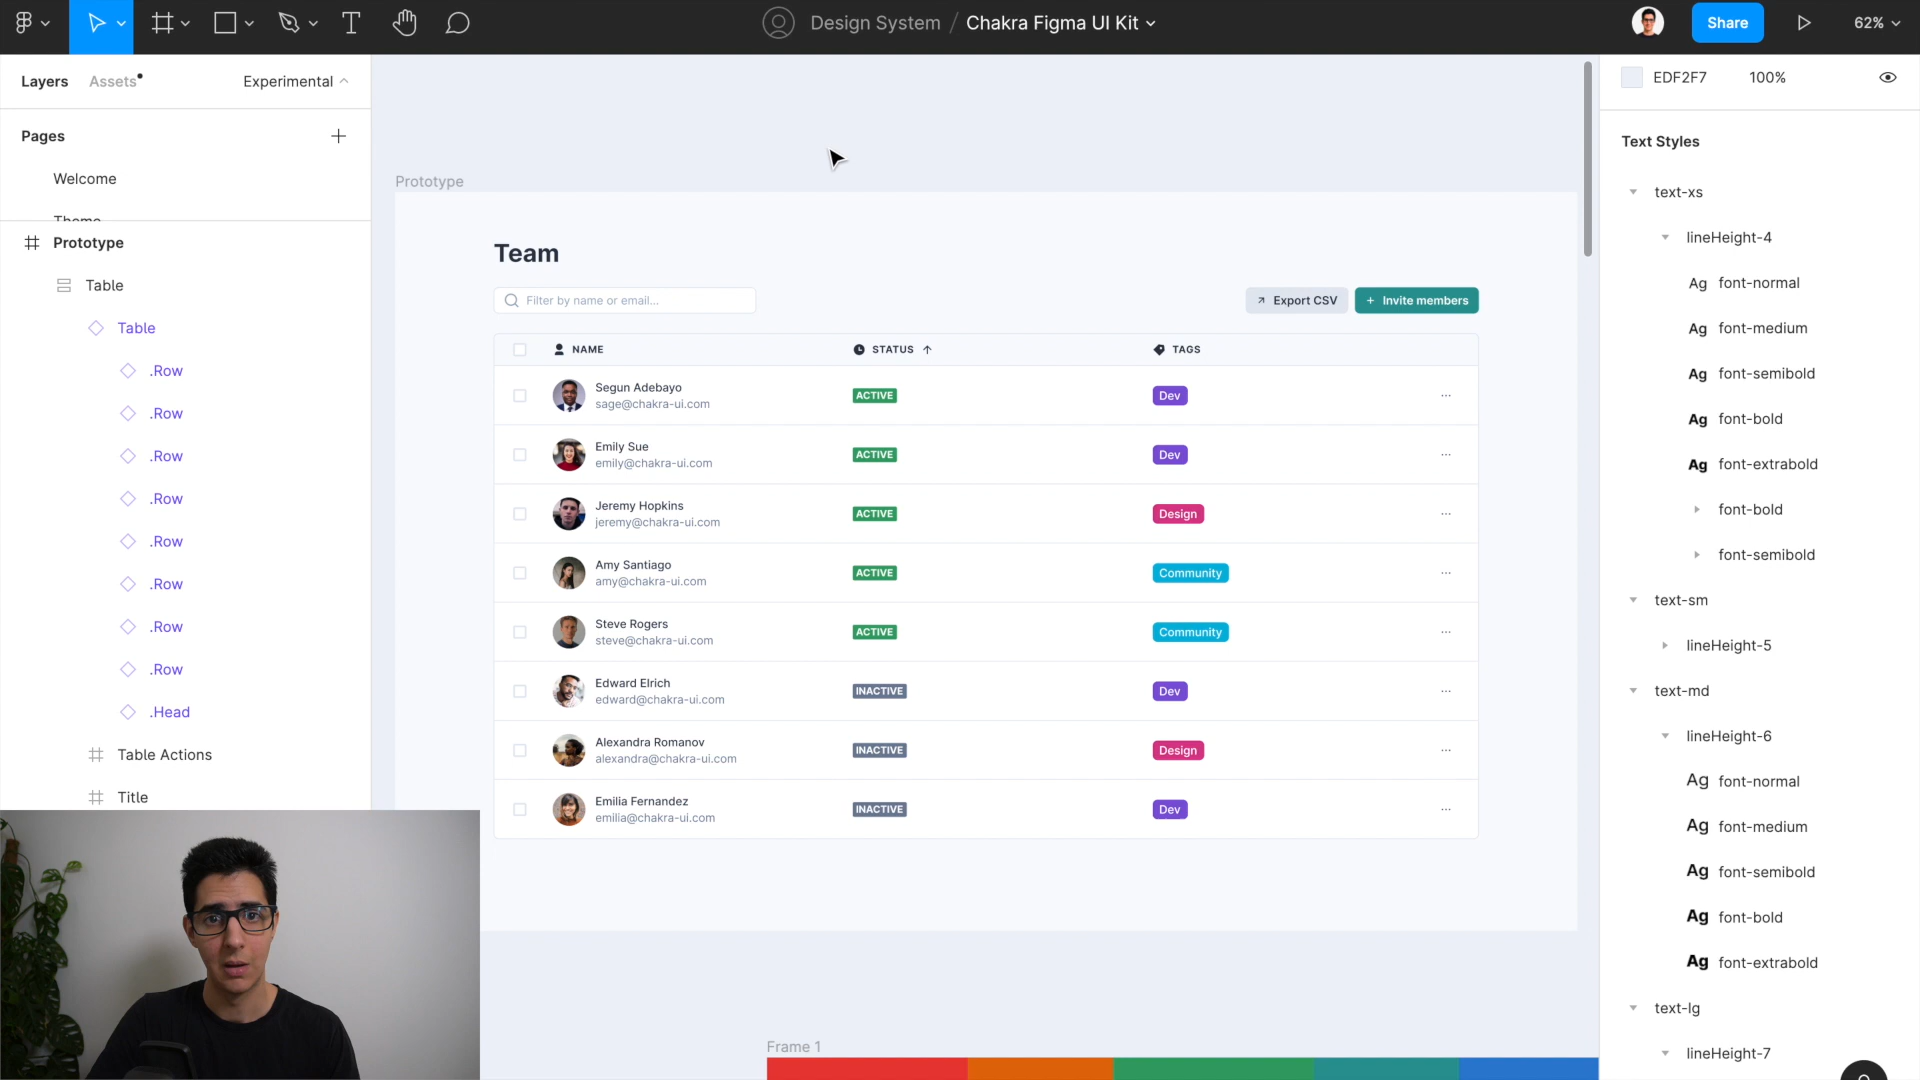 Design System / Chakra Figma UI Kit
Share
62%
Layers
Assets
Experimental
Pages
Welcome
Theme
Prototype
Table
Table
.Row
.Row
.Row
.Row
.Row
.Row
.Row
.Row
.Head
Table Actions
Title
Prototype
Team
Filter by name or email...
Export CSV
+ Invite members
NAME
STATUS
TAGS
Segun Adebayo
sage@chakra-ui.com
ACTIVE
Dev
Emily Sue
emily@chakra-ui.com
ACTIVE
Dev
Jeremy Hopkins
jeremy@chakra-ui.com
ACTIVE
Design
Amy Santiago
amy@chakra-ui.com
ACTIVE
Community
Steve Rogers
steve@chakra-ui.com
ACTIVE
Community
Edward Elrich
edward@chakra-ui.com
INACTIVE
Dev
Alexandra Romanov
alexandra@chakra-ui.com
INACTIVE
Design
Emilia Fernandez
emilia@chakra-ui.com
INACTIVE
Dev
Frame 1
EDF2F7
100%
Text Styles
text-xs
lineHeight-4
Ag font-normal
Ag font-medium
Ag font-semibold
Ag font-bold
Ag font-extrabold
font-bold
font-semibold
text-sm
lineHeight-5
text-md
lineHeight-6
Ag font-normal
Ag font-medium
Ag font-semibold
Ag font-bold
Ag font-extrabold
text-lg
lineHeight-7